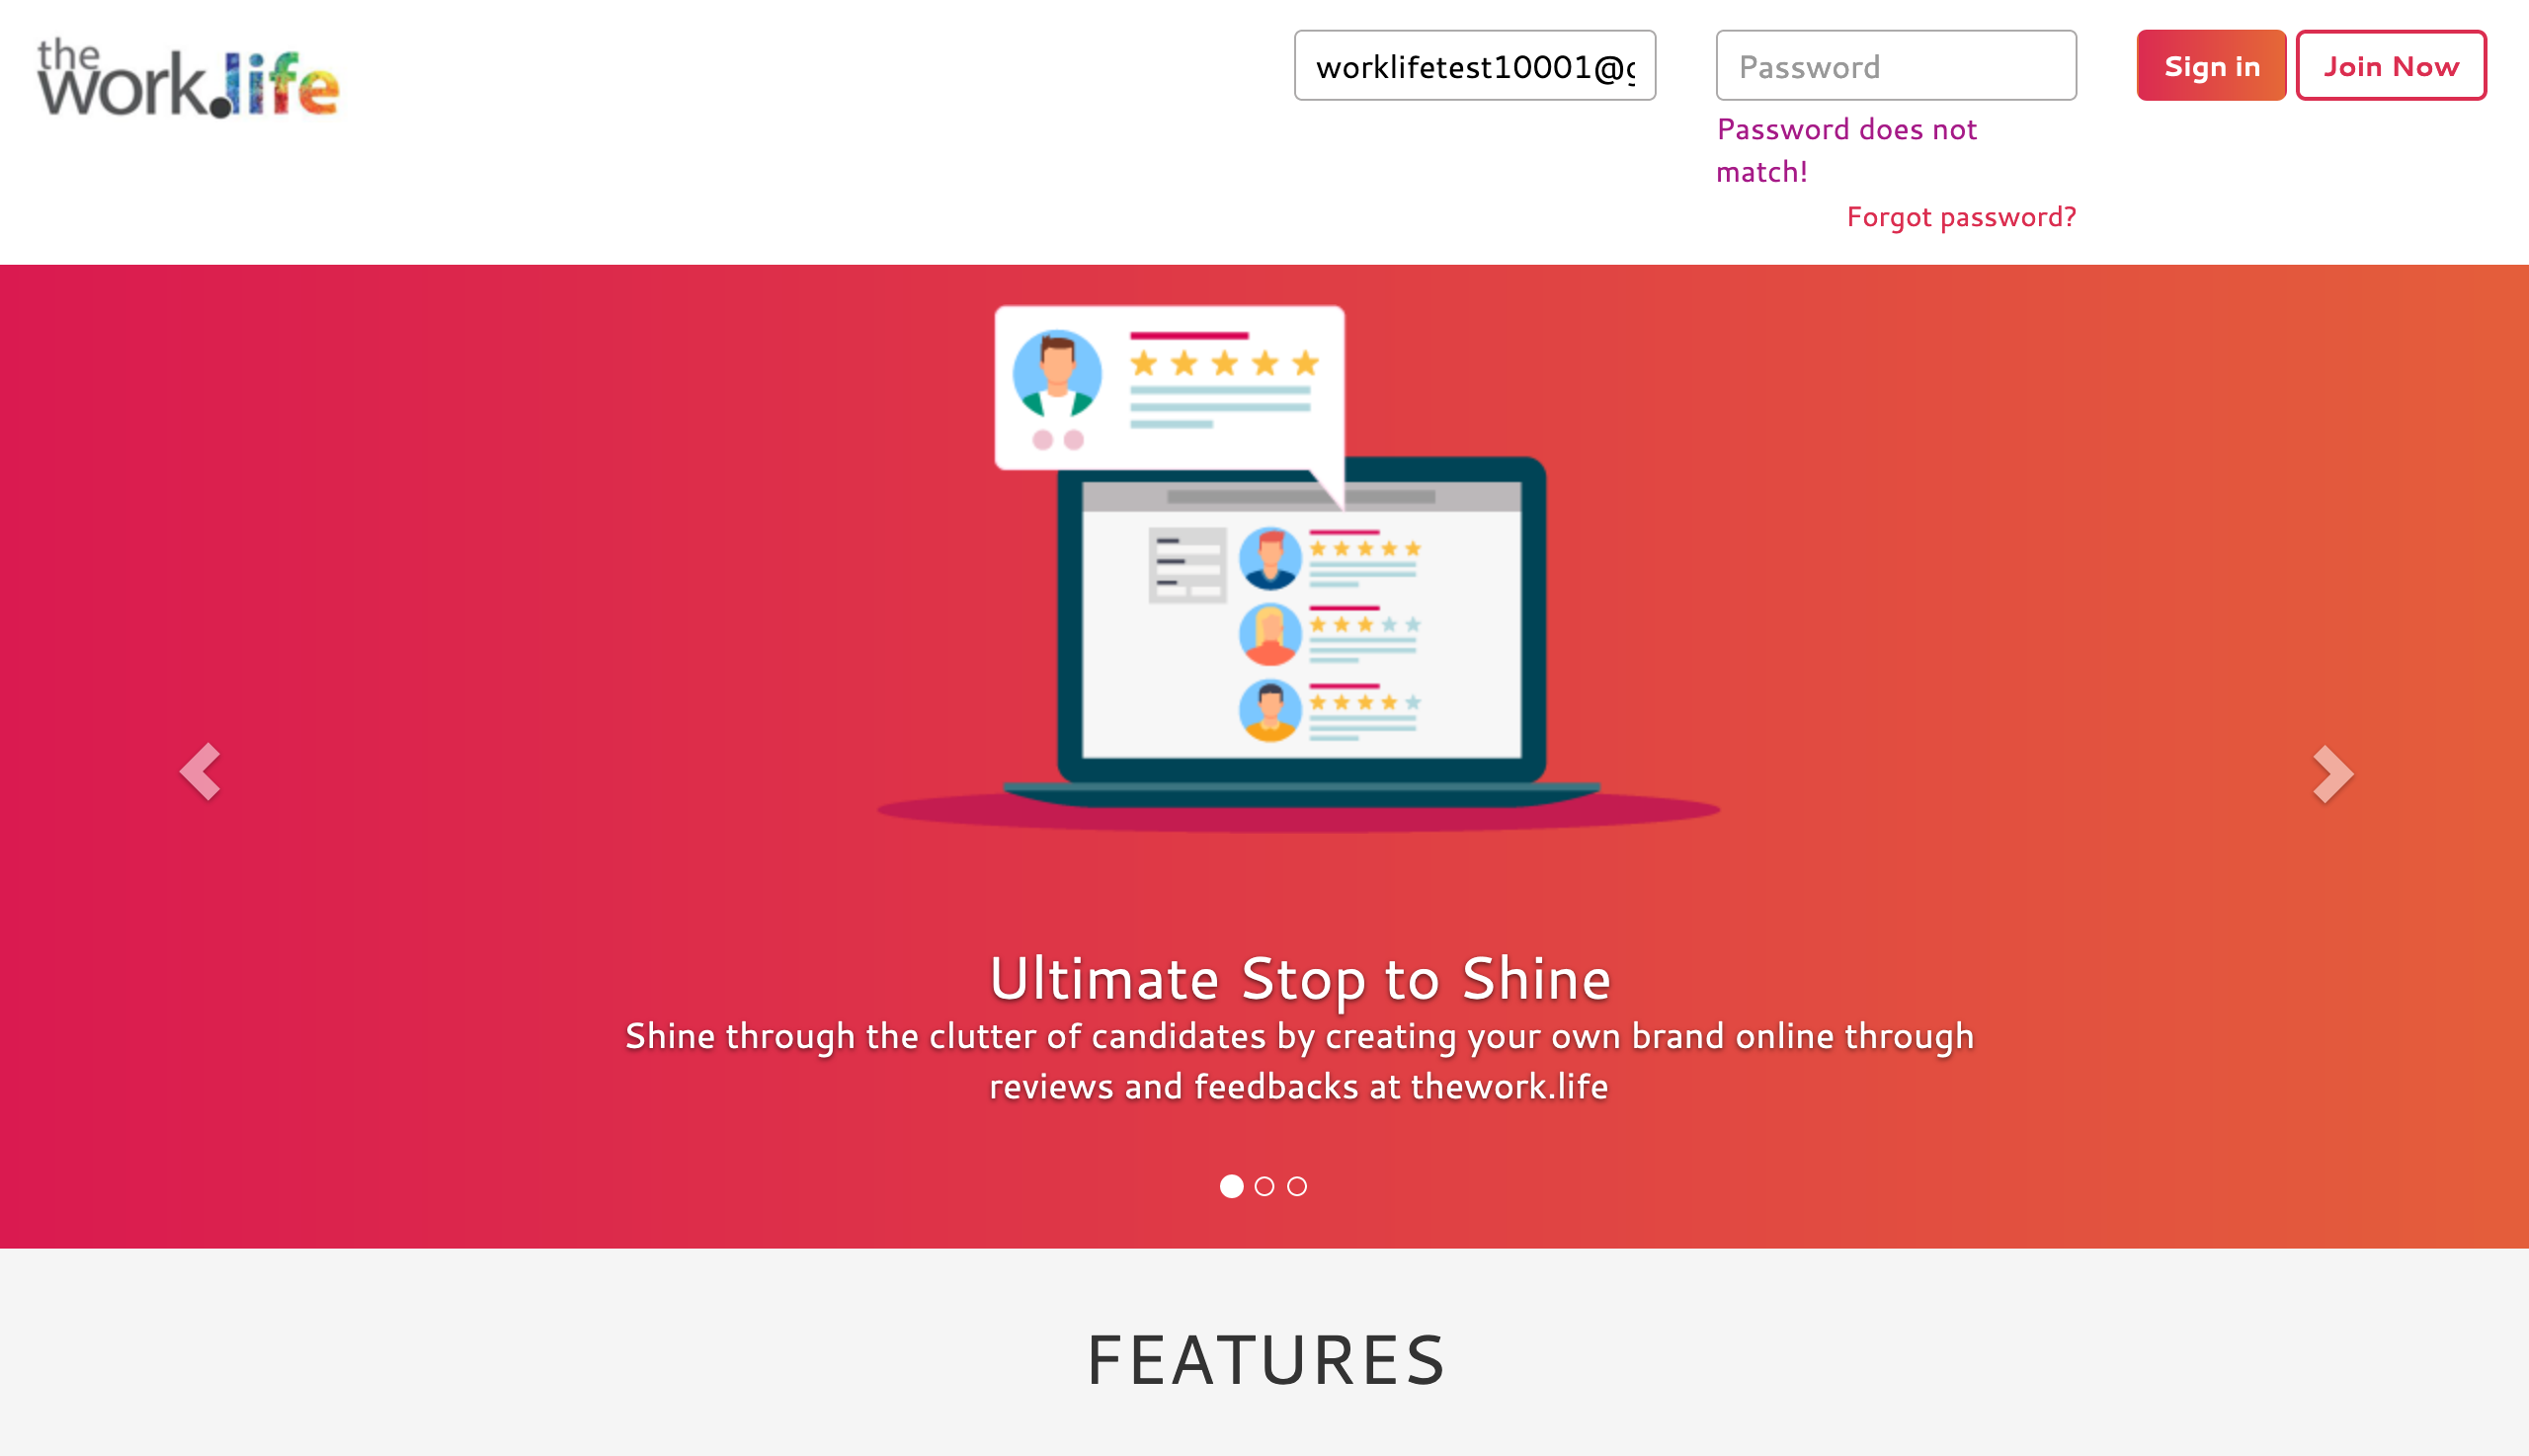 the
work.life
worklifetest10001@g
Password
Sign in
Join Now
Password does not
match!
Forgot password?
Ultimate Stop to Shine
Shine through the clutter of candidates by creating your own brand online through
reviews and feedbacks at thework.life
FEATURES